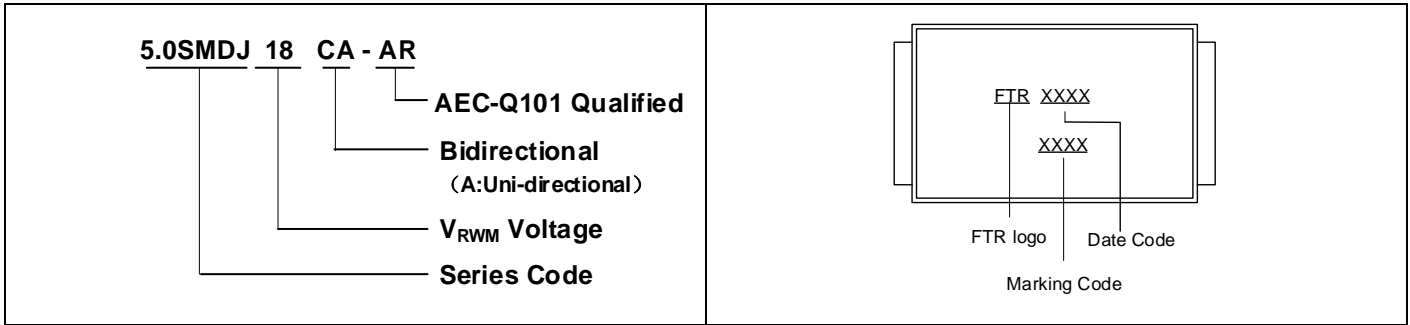 5.0SMDJ 18 CA - AR
AEC-Q101 Qualified
Bidirectional
（A:Uni-directional）
VRWM Voltage
Series Code
FTR XXXX
XXXX
FTR logo
Date Code
Marking Code